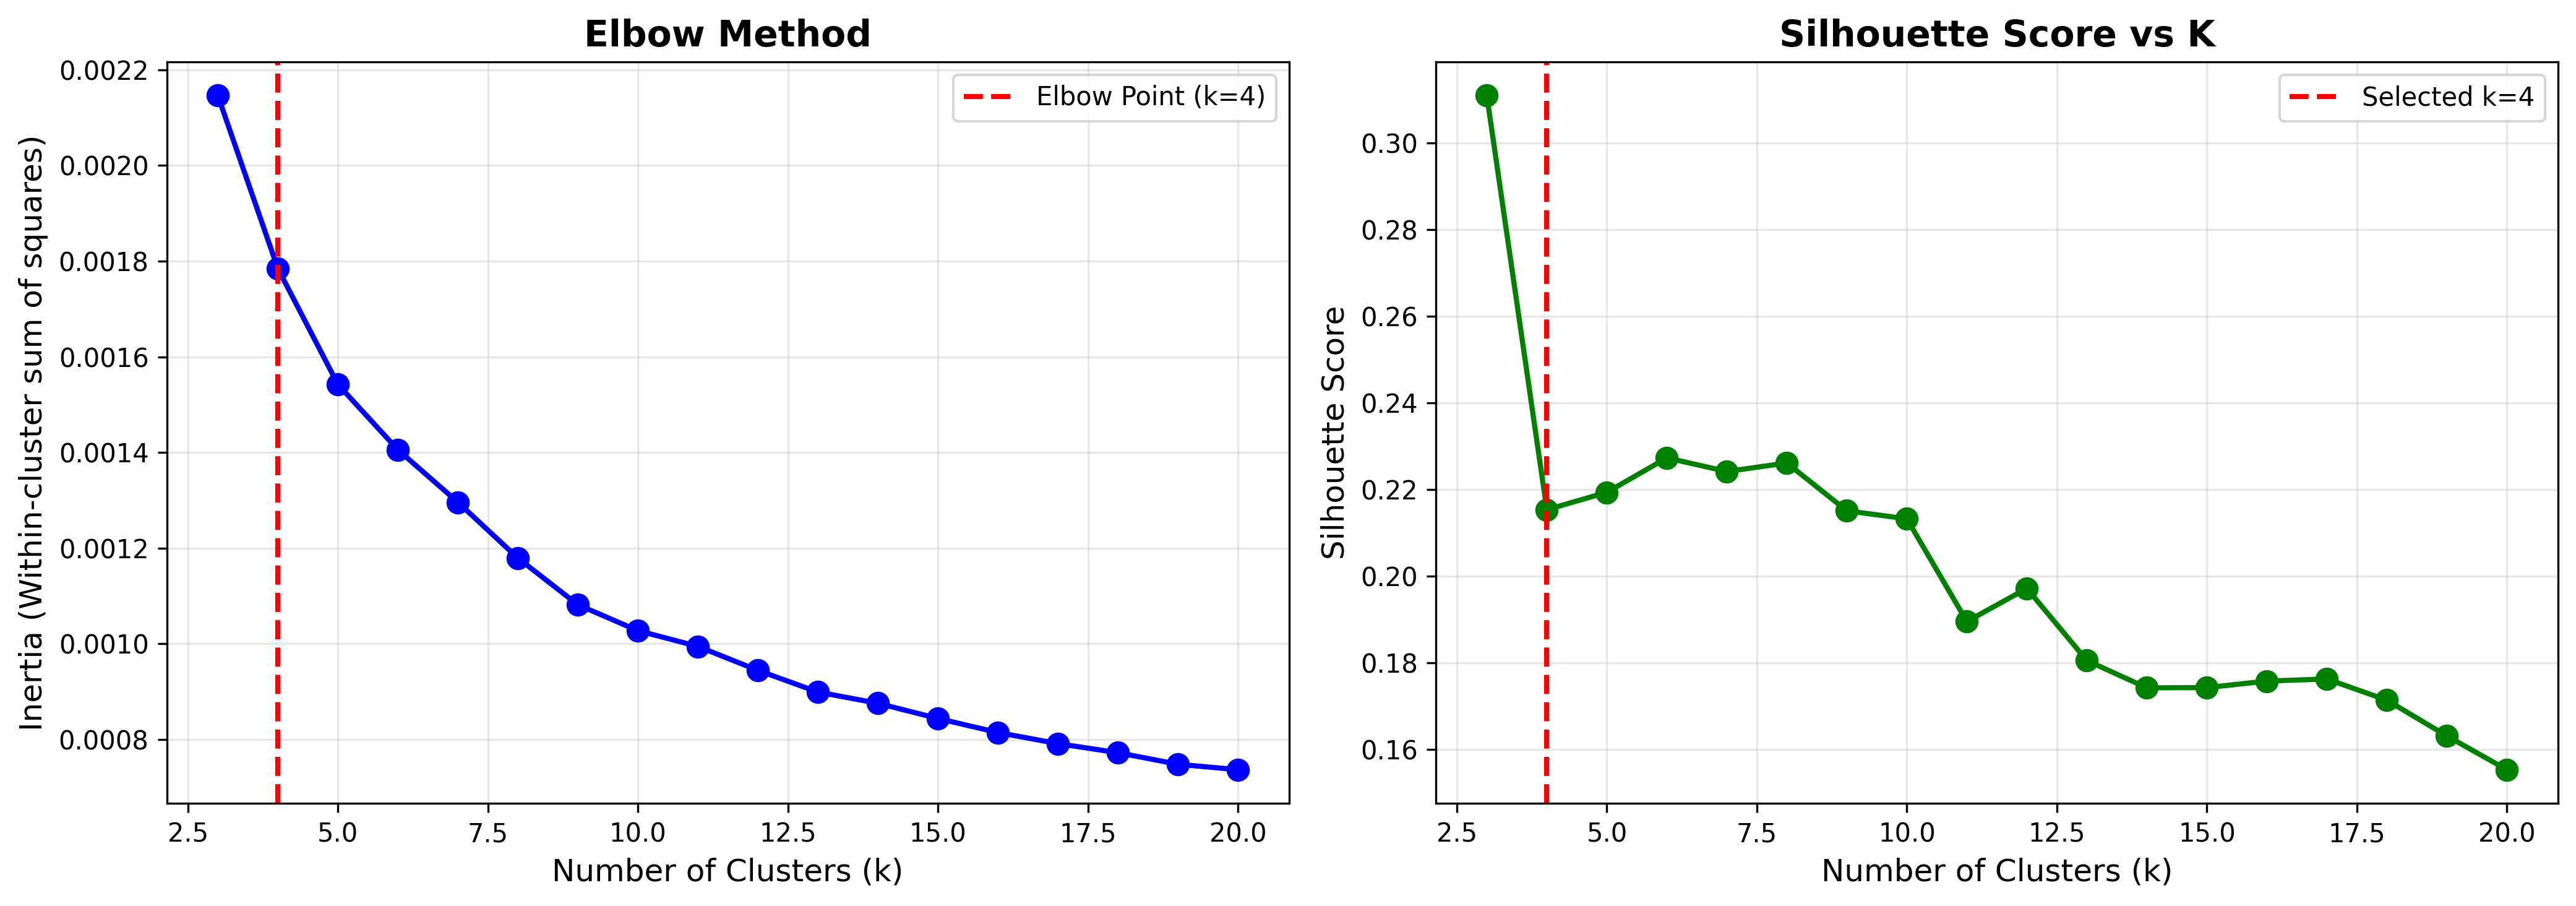 Elbow Method
0.0022
0.0020
0.0018
0.0016
0.0014
0.0012
0.0010
0.0008
Inertia (Within-cluster sum of squares)
Elbow Point (k=4)
2.5 5.0 7.5 10.0 12.5 15.0 17.5 20.0
Number of Clusters (k)
Silhouette Score vs K
0.30
0.28
0.26
0.24
0.22
0.20
0.18
0.16
Silhouette Score
Selected k=4
2.5 5.0 7.5 10.0 12.5 15.0 17.5 20.0
Number of Clusters (k)